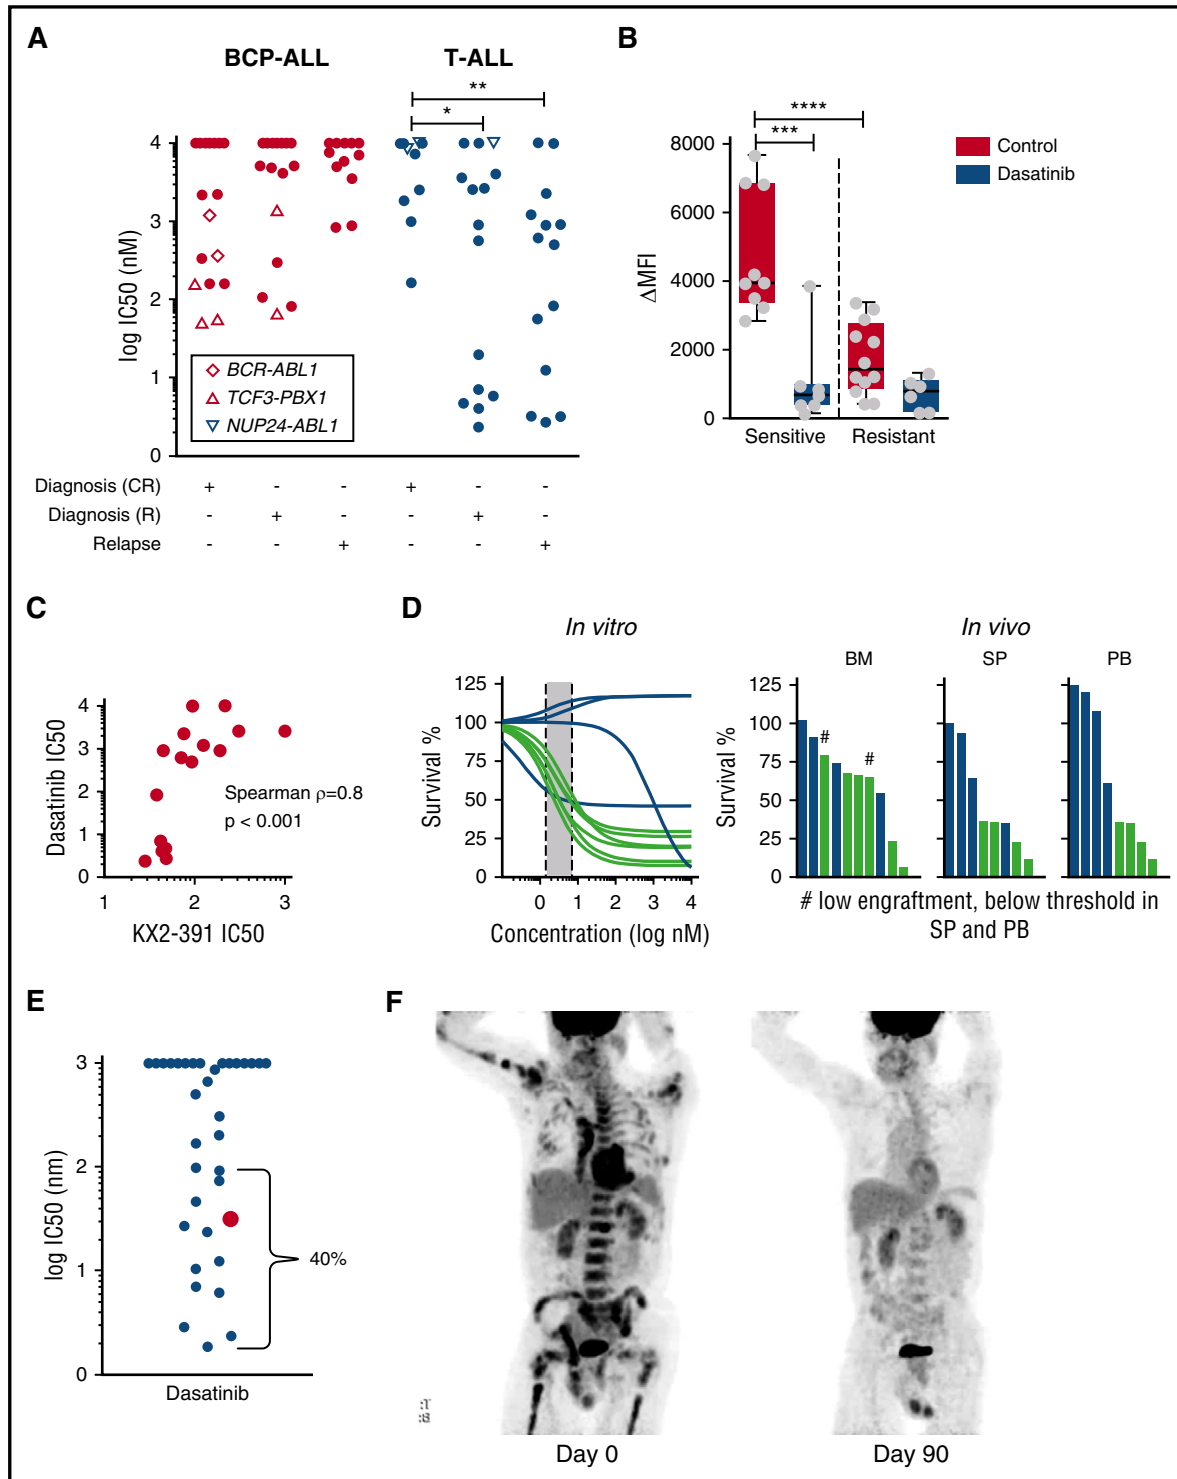 A
BCP-ALL
T-ALL
**
*
4
3
2
1
0
log IC50 (nM)
BCR-ABL1
TCF3-PBX1
NUP24-ABL1
Diagnosis (CR) + - - + - -
Diagnosis (R) - + - - + -
Relapse - - + - - +
B
****
***
8000
6000
4000
2000
0
ΔMFI
Sensitive
Resistant
Control
Dasatinib
C
4
3
2
1
0
Dasatinib IC50
Spearman ρ=0.8
p < 0.001
1 2 3
KX2-391 IC50
D
In vitro
125
100
75
50
25
0
Survival %
0 1 2 3 4
Concentration (log nM)
In vivo
BM
SP
PB
125
100
75
50
25
0
Survival %
#
#
# low engraftment, below threshold in
SP and PB
E
3
2
1
0
log IC50 (nm)
40%
Dasatinib
F
Day 0
Day 90